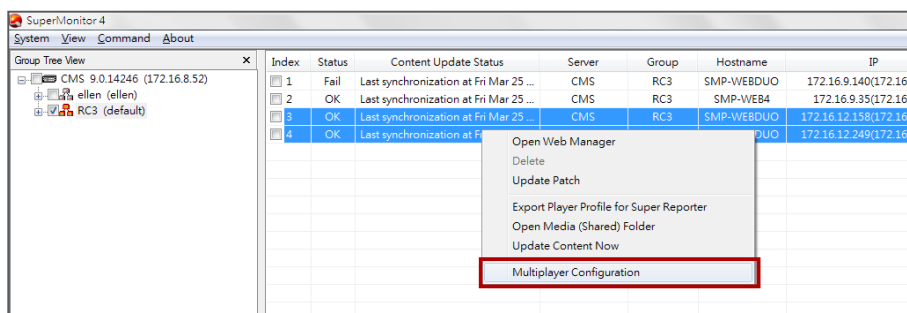 SuperMonitor 4
System View Command About
Group Tree View x
CMS 9.0.14246 (172.16.8.52)
ellen (ellen)
RC3 (default)
Index Status Content Update Status Server Group Hostname IP
1 Fail Last synchronization at Fri Mar 25 ... CMS RC3 SMP-WEBDUO 172.16.9.140(172.16
2 OK Last synchronization at Fri Mar 25 ... CMS RC3 SMP-WEB4 172.16.9.35(172.16
3 OK Last synchronization at Fri Mar 25 ... CMS RC3 SMP-WEBDUO 172.16.12.158(172.16
4 OK Last synchronization at DUO 172.16.12.249(172.16
Open Web Manager
Delete
Update Patch
Export Player Profile for Super Reporter
Open Media (Shared) Folder
Update Content Now
Multiplayer Configuration